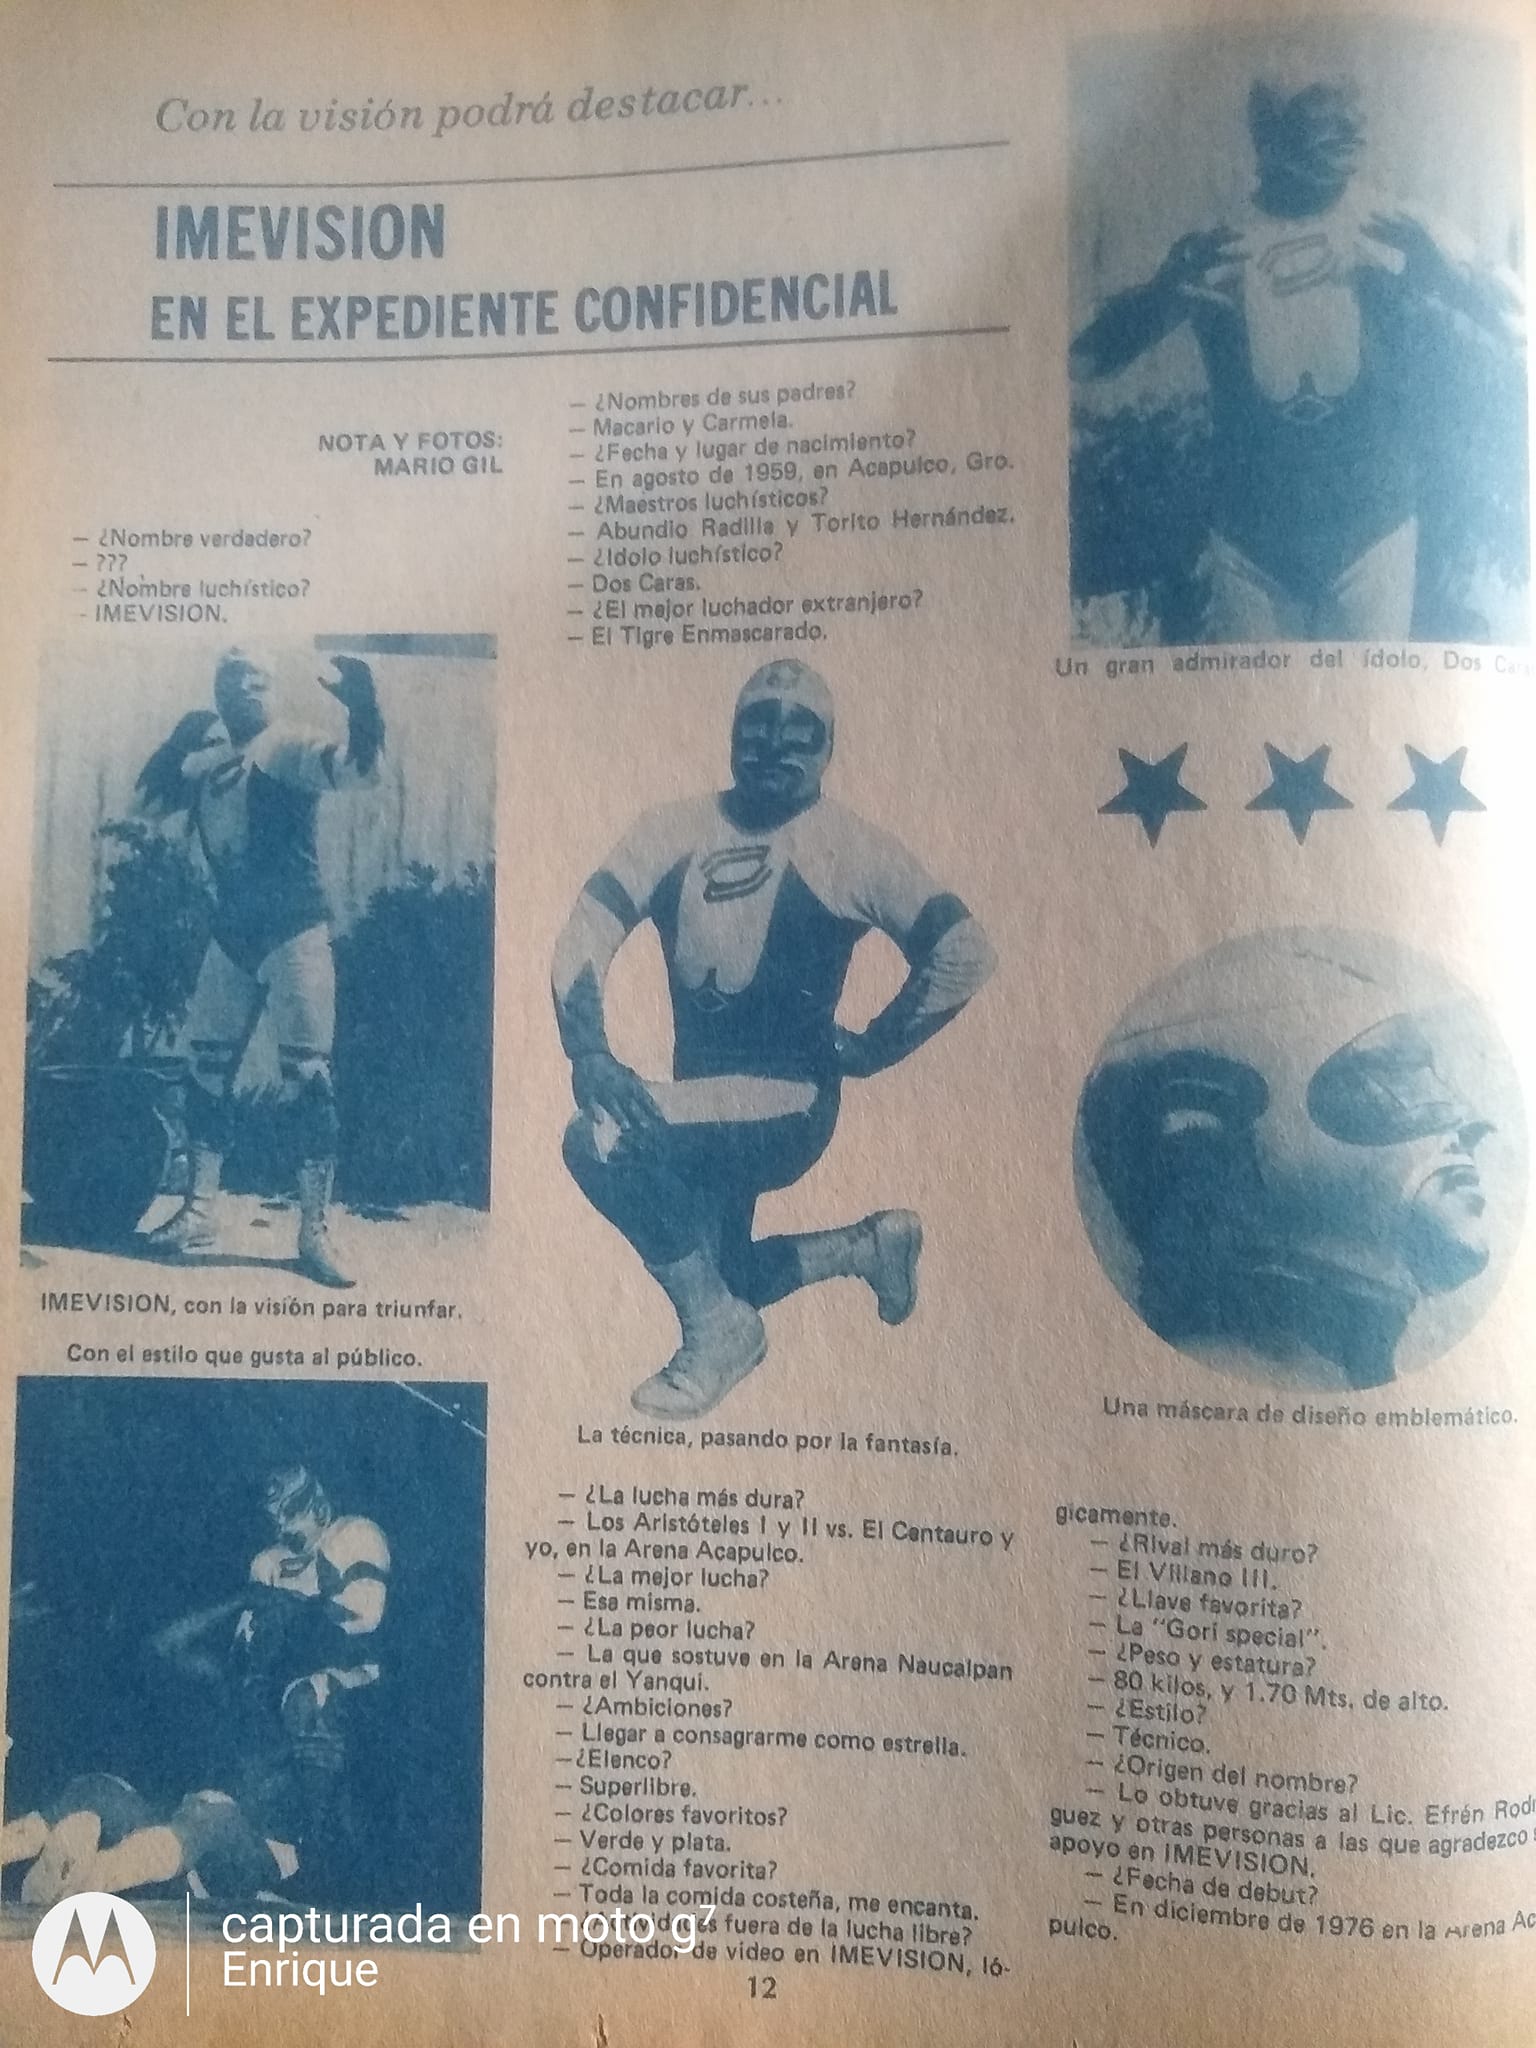 Con la visión podrá destacar...
IMEVISION
EN EL EXPEDIENTE CONFIDENCIAL
NOTA Y FOTOS:
MARIO GIL
— ¿Nombre verdadero?
— ???
— ¿Nombre luchístico?
- IMEVISION.
— ¿Nombres de sus padres?
— Macario y Carmela.
— ¿Fecha y lugar de nacimiento?
— En agosto de 1959, en Acapulco, Gro.
— ¿Maestros luchísticos?
— Abundio Radilla y Torito Hernández.
— ¿Idolo luchístico?
— Dos Caras.
— ¿El mejor luchador extranjero?
— El Tigre Enmascarado.
Un gran admirador del ídolo, Dos
IMEVISION, con la visión para triunfar.
Con el estilo que gusta al público.
La técnica, pasando por la fantasía.
Una máscara de diseño emblemático.
— ¿La lucha más dura?
— Los Aristóteles I y II vs. El Centauro y
yo, en la Arena Acapulco.
— ¿La mejor lucha?
— Esa misma.
— ¿La peor lucha?
— La que sostuve en la Arena Naucalpan
contra el Yanqui.
— ¿Ambiciones?
— Llegar a consagrarme como estrella.
—¿Elenco?
— Superlibre.
— ¿Colores favoritos?
— Verde y plata.
— ¿Comida favorita?
— Toda la comida costeña, me encanta.
— ¿Actividades fuera de la lucha libre?
— Operador de video en IMEVISION, ló-
gicamente.
— ¿Rival más duro?
— El Villano III.
— ¿Llave favorita?
— La "Gori special".
— ¿Peso y estatura?
— 80 kilos, y 1.70 Mts. de alto.
— ¿Estilo?
— Técnico.
— ¿Origen del nombre?
— Lo obtuve gracias al Lic. Efrén Rodrí
guez y otras personas a las que agradezco
apoyo en IMEVISION.
— ¿Fecha de debut?
— En diciembre de 1976 en la Arena Ac
pulco.
12
capturada en moto g⁷
Enrique